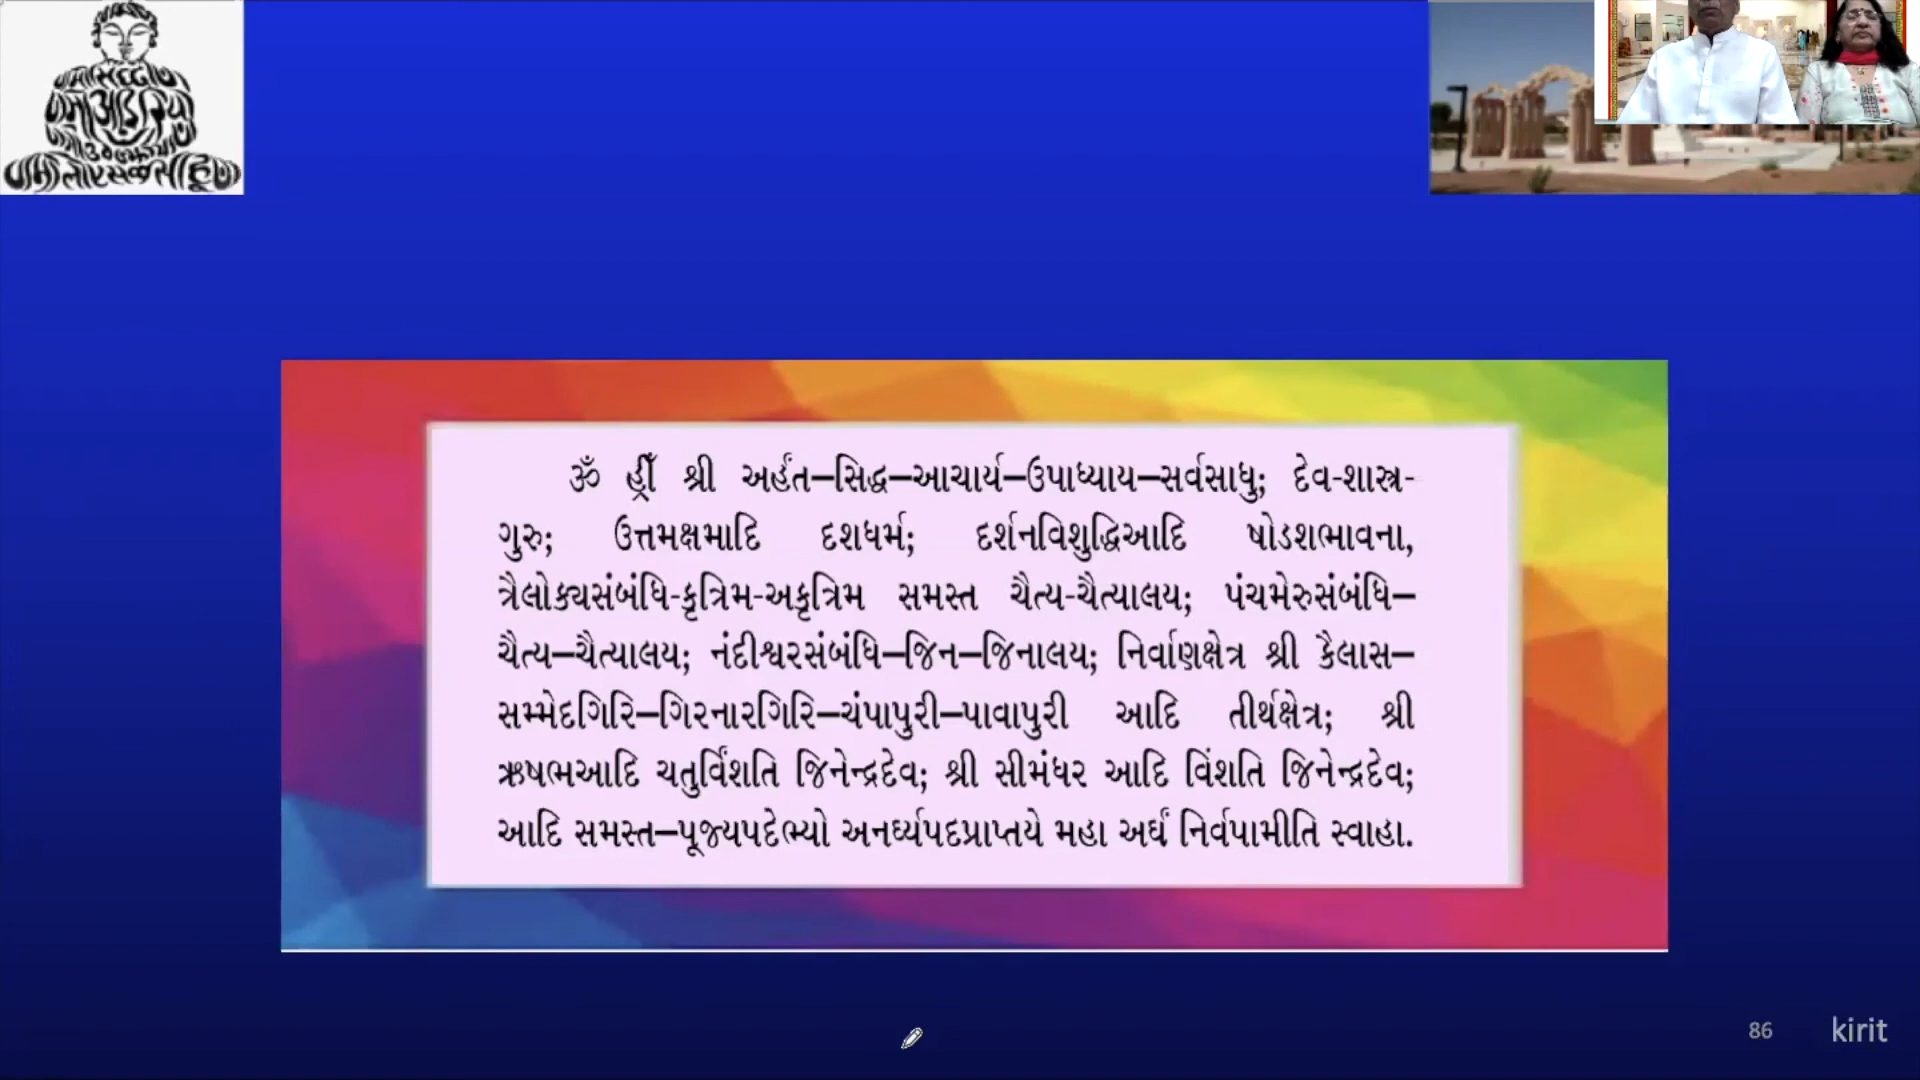 ૐ હ્રીઁ શ્રી અર્હંત–સિદ્ધ–આચાર્ય–ઉપાધ્યાય–સર્વસાધુ; દેવ-શાસ્ત્ર-
ગુરુ; ઉત્તમક્ષમાદિ દશધર્મ; દર્શનવિશુદ્ધિઆદિ ષોડશભાવના,
ત્રૈલોક્યસંબંધિ-કૃત્રિમ-અકૃત્રિમ સમસ્ત ચૈત્ય-ચૈત્યાલય; પંચમેરુસંબંધિ–
ચૈત્ય–ચૈત્યાલય; નંદીશ્વરસંબંધિ–જિન–જિનાલય; નિર્વાણક્ષેત્ર શ્રી કૈલાસ–
સમ્મેદગિરિ–ગિરનારગિરિ–ચંપાપુરી–પાવાપુરી આદિ તીર્થક્ષેત્ર; શ્રી
ઋષભઆદિ ચતુર્વિંશતિ જિનેન્દ્રદેવ; શ્રી સીમંધર આદિ વિંશતિ જિનેન્દ્રદેવ;
આદિ સમસ્ત–પૂજ્યપદેભ્યો અનર્ઘ્યપદપ્રાપ્તયે મહા અર્ઘં નિર્વપામીતિ સ્વાહા.
86 kirit